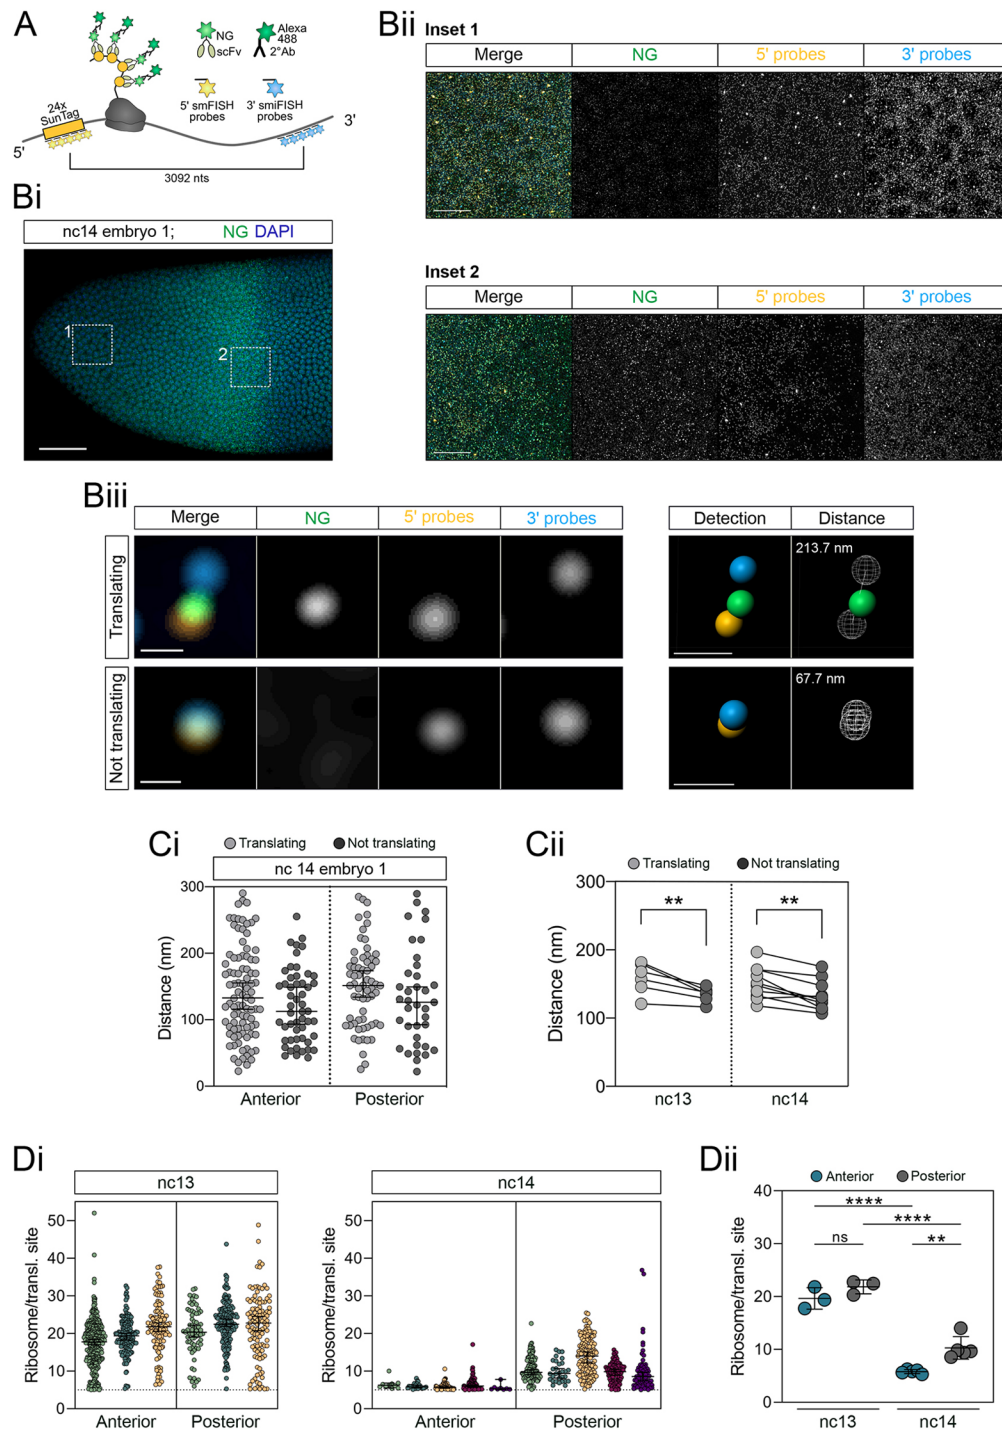 A
NG
scFv
Alexa
488
2°Ab
24x
SunTag
5' smFISH
probes
3' smiFISH
probes
5'
3'
3092 nts
Bi
nc14 embryo 1; NG DAPI
1
2
Bii
Inset 1
Merge NG 5' probes 3' probes
Inset 2
Merge NG 5' probes 3' probes
Biii
Merge NG 5' probes 3' probes
Detection Distance
Translating
213.7 nm
Not translating
67.7 nm
Ci
Translating Not translating
nc 14 embryo 1
Distance (nm)
300
200
100
0
Anterior Posterior
Cii
Translating Not translating
Distance (nm)
300
200
100
0
** **
nc13 nc14
Di
nc13
Ribosome/transl. site
50
40
30
20
10
0
Anterior Posterior
nc14
Ribosome/transl. site
50
40
30
20
10
0
Anterior Posterior
Dii
Anterior Posterior
Ribosome/transl. site
40
30
20
10
0
****
****
ns **
nc13 nc14